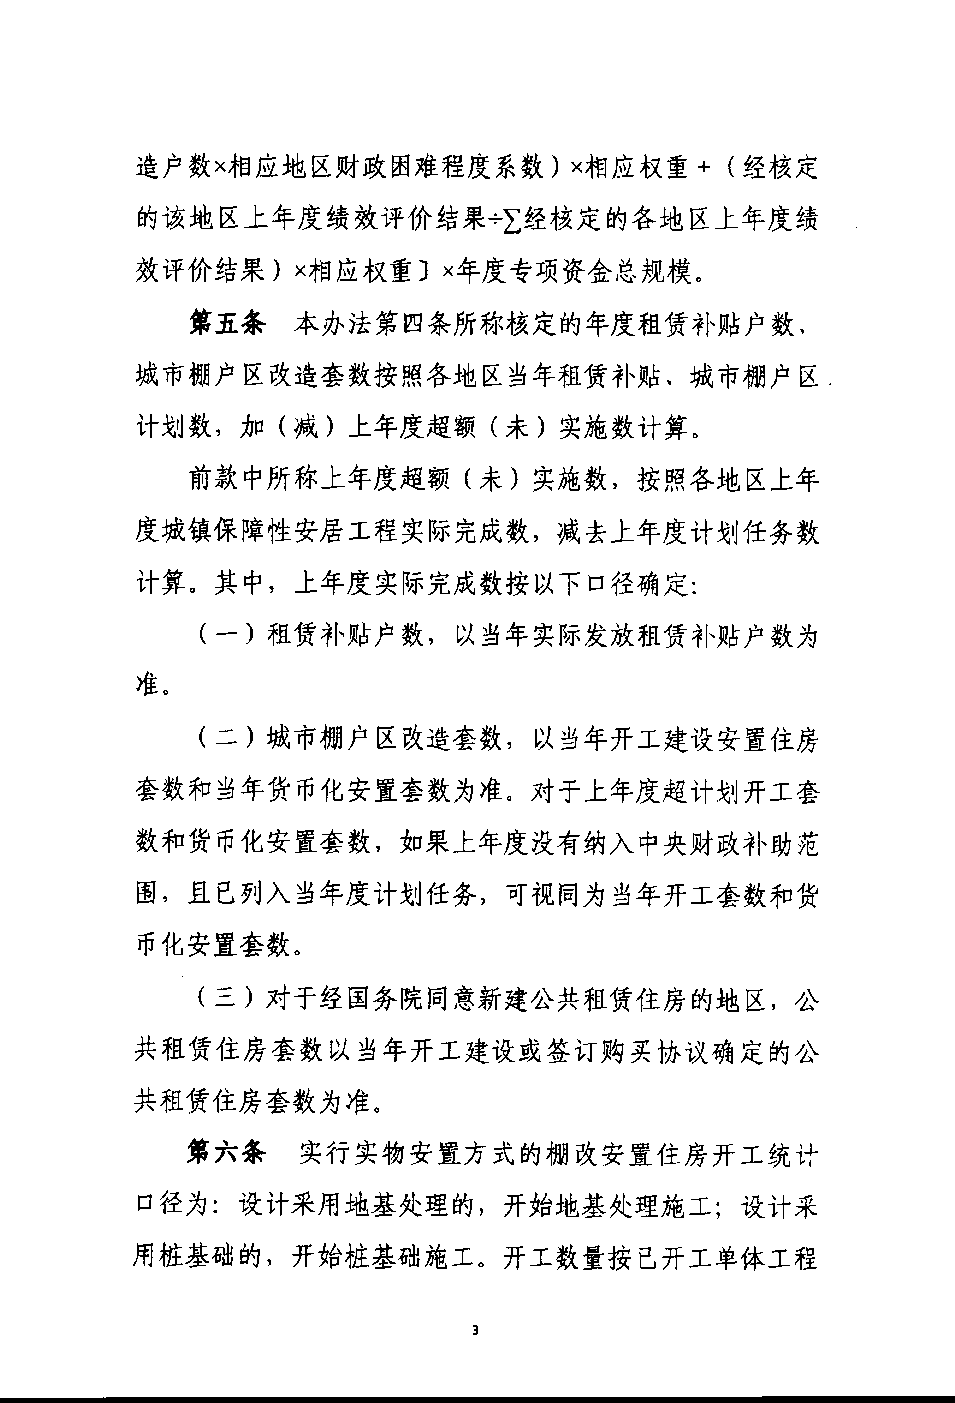 造户数×相应地区财政困难程度系数）×相应权重+（经核定
的该地区上年度绩效评价结果÷∑经核定的各地区上年度绩
效评价结果）×相应权重〕×年度专项资金总规模。
第五条 本办法第四条所称核定的年度租赁补贴户数、
城市棚户区改造套数按照各地区当年租赁补贴、城市棚户区
计划数，加（减）上年度超额（未）实施数计算。
前款中所称上年度超额（未）实施数，按照各地区上年
度城镇保障性安居工程实际完成数，减去上年度计划任务数
计算。其中，上年度实际完成数按以下口径确定：
（一）租赁补贴户数，以当年实际发放租赁补贴户数为
准。
（二）城市棚户区改造套数，以当年开工建设安置住房
套数和当年货币化安置套数为准。对于上年度超计划开工套
数和货币化安置套数，如果上年度没有纳入中央财政补助范
围，且已列入当年度计划任务，可视同为当年开工套数和货
币化安置套数。
（三）对于经国务院同意新建公共租赁住房的地区，公
共租赁住房套数以当年开工建设或签订购买协议确定的公
共租赁住房套数为准。
第六条 实行实物安置方式的棚改安置住房开工统计
口径为：设计采用地基处理的，开始地基处理施工；设计采
用桩基础的，开始桩基础施工。开工数量按已开工单体工程
3